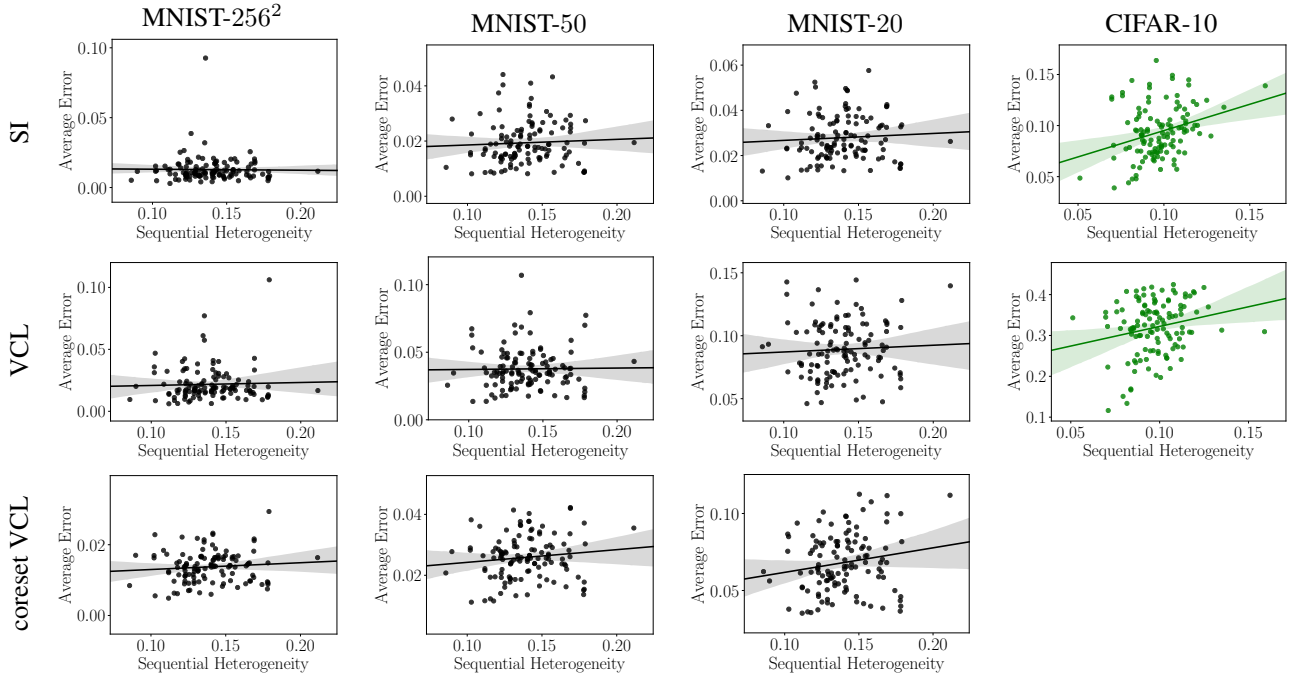 MNIST-256² MNIST-50 MNIST-20 CIFAR-10
SI
Average Error
0.10
0.05
0.00
0.10 0.15 0.20
Sequential Heterogeneity
Average Error
0.04
0.02
0.00
0.10 0.15 0.20
Sequential Heterogeneity
Average Error
0.06
0.04
0.02
0.00
0.10 0.15 0.20
Sequential Heterogeneity
Average Error
0.15
0.10
0.05
0.05 0.10 0.15
Sequential Heterogeneity
VCL
Average Error
0.10
0.05
0.00
0.10 0.15 0.20
Sequential Heterogeneity
Average Error
0.10
0.05
0.00
0.10 0.15 0.20
Sequential Heterogeneity
Average Error
0.15
0.10
0.05
0.10 0.15 0.20
Sequential Heterogeneity
Average Error
0.4
0.3
0.2
0.1
0.05 0.10 0.15
Sequential Heterogeneity
coreset VCL
Average Error
0.02
0.00
0.10 0.15 0.20
Sequential Heterogeneity
Average Error
0.04
0.02
0.10 0.15 0.20
Sequential Heterogeneity
Average Error
0.10
0.05
0.10 0.15 0.20
Sequential Heterogeneity